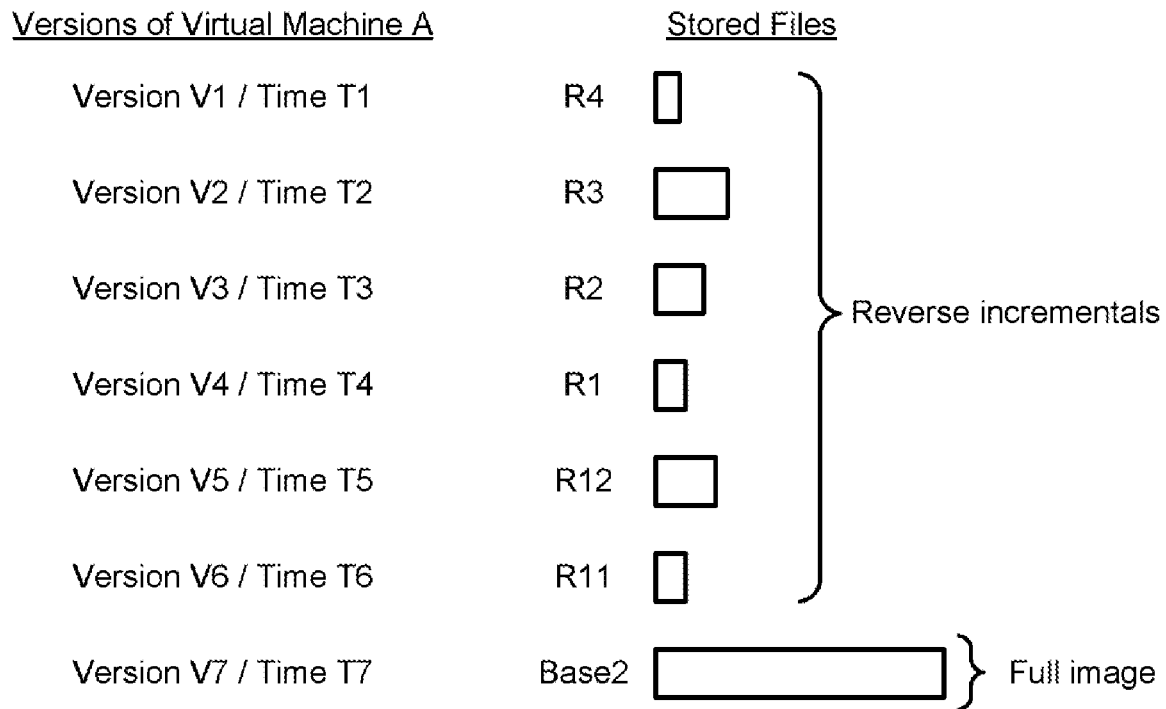 Versions of Virtual Machine A Stored Files
Version V1 / Time T1 R4
Version V2 / Time T2 R3
Version V3 / Time T3 R2
Reverse incrementals
Version V4 / Time T4 R1
Version V5 / Time T5 R12
Version V6 / Time T6 R11
Version V7 / Time T7 Base2 Full image